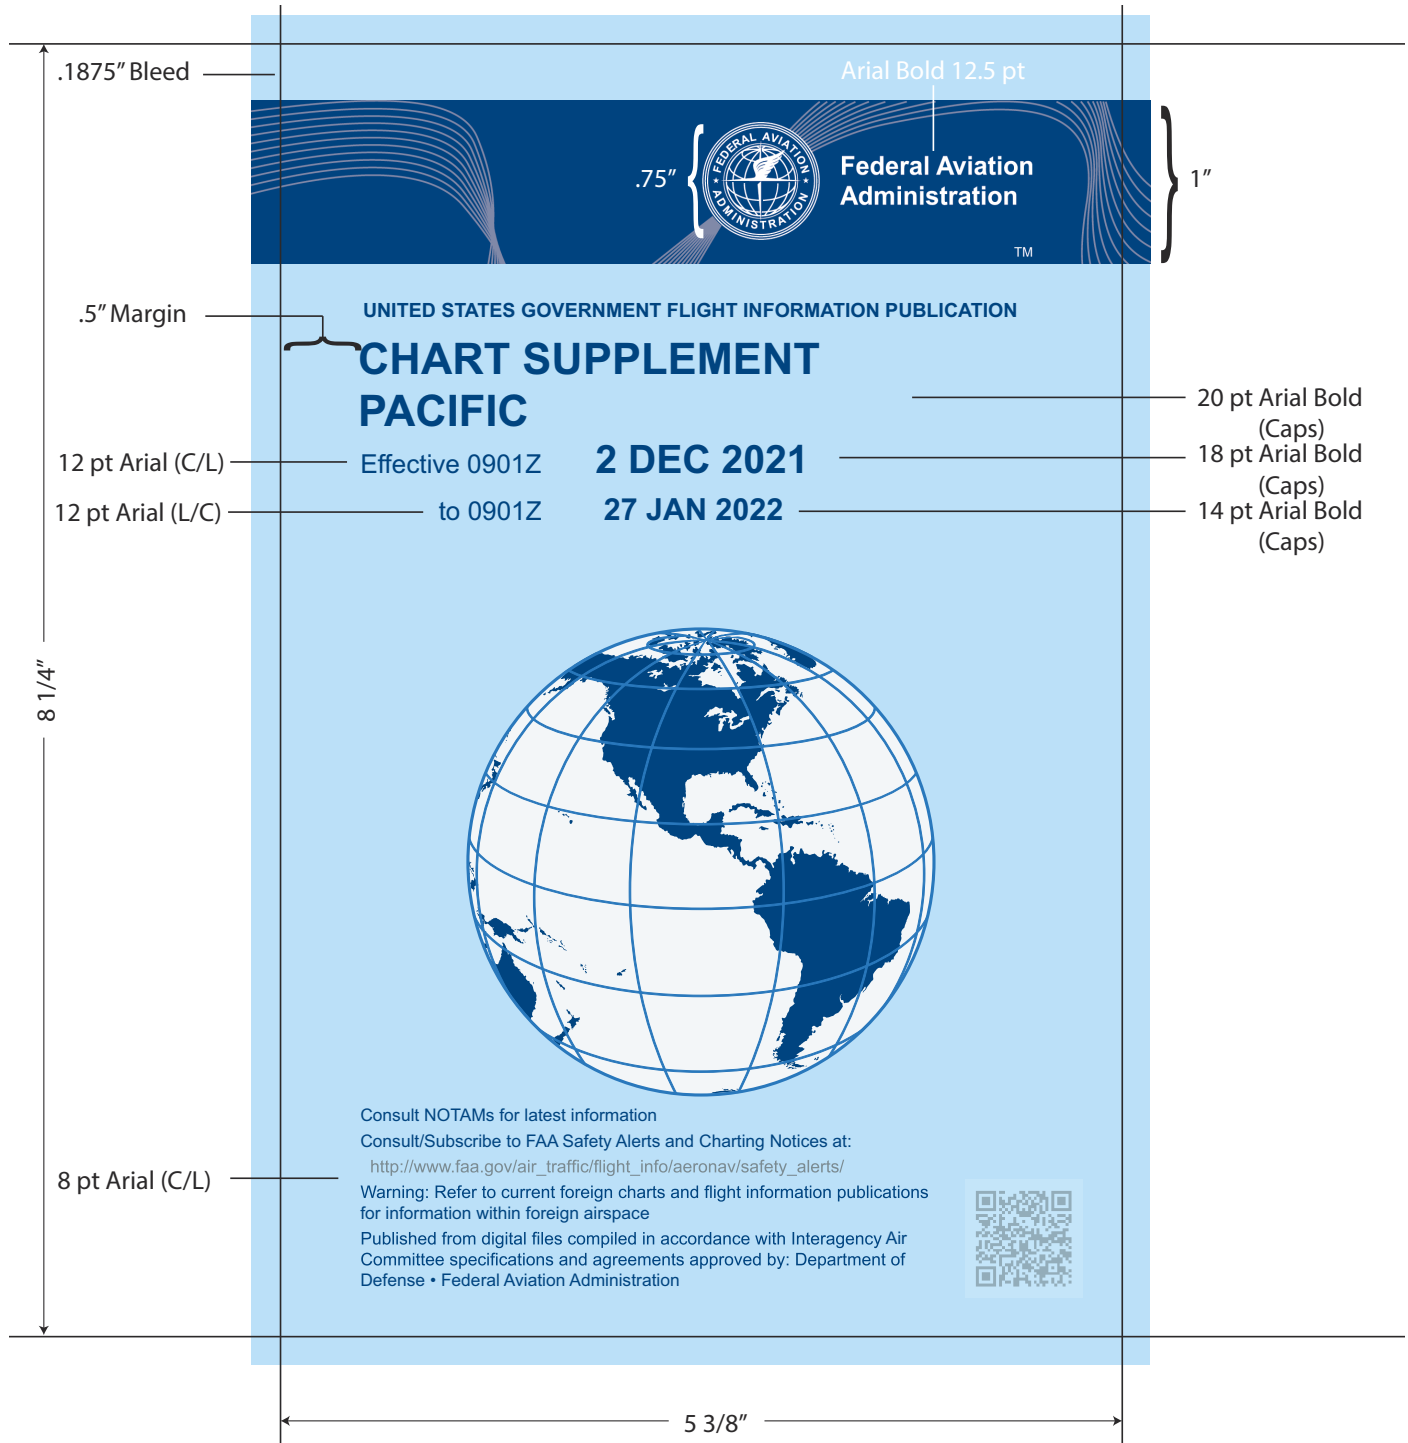 .1875” Bleed
Arial Bold 12.5 pt
FEDERAL AVIATION
ADMINISTRATION
.75”
Federal Aviation
Administration
1”
TM
.5” Margin
UNITED STATES GOVERNMENT FLIGHT INFORMATION PUBLICATION
CHART SUPPLEMENT
PACIFIC
20 pt Arial Bold
(Caps)
12 pt Arial (C/L)
Effective 0901Z 2 DEC 2021
18 pt Arial Bold
(Caps)
12 pt Arial (L/C)
to 0901Z 27 JAN 2022
14 pt Arial Bold
(Caps)
8 1/4”
Consult NOTAMs for latest information
Consult/Subscribe to FAA Safety Alerts and Charting Notices at:
http://www.faa.gov/air_traffic/flight_info/aeronav/safety_alerts/
8 pt Arial (C/L)
Warning: Refer to current foreign charts and flight information publications
for information within foreign airspace
Published from digital files compiled in accordance with Interagency Air
Committee specifications and agreements approved by: Department of
Defense • Federal Aviation Administration
5 3/8”